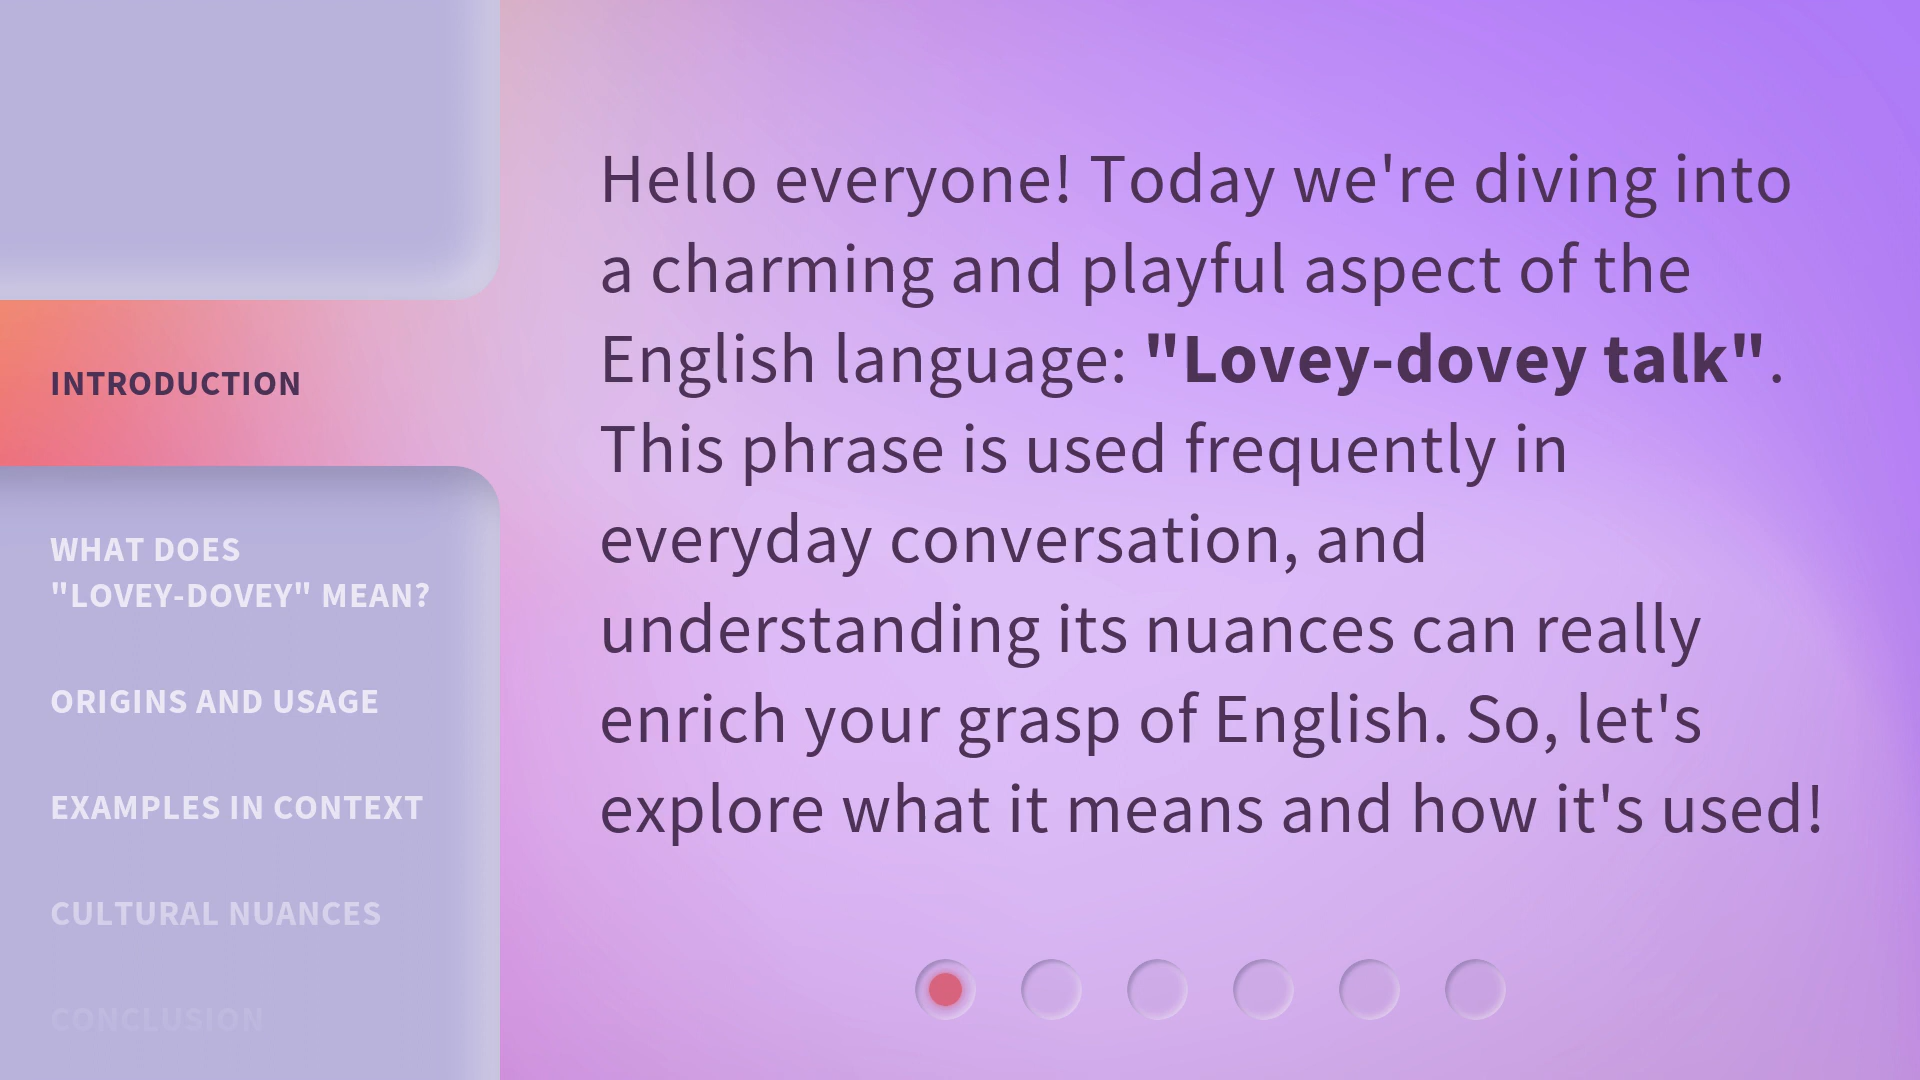 INTRODUCTION
WHAT DOES
"LOVEY-DOVEY" MEAN?
ORIGINS AND USAGE
EXAMPLES IN CONTEXT
CULTURAL NUANCES
CONCLUSION
Hello everyone! Today we're diving into
a charming and playful aspect of the
English language: "Lovey-dovey talk".
This phrase is used frequently in
everyday conversation, and
understanding its nuances can really
enrich your grasp of English. So, let's
explore what it means and how it's used!